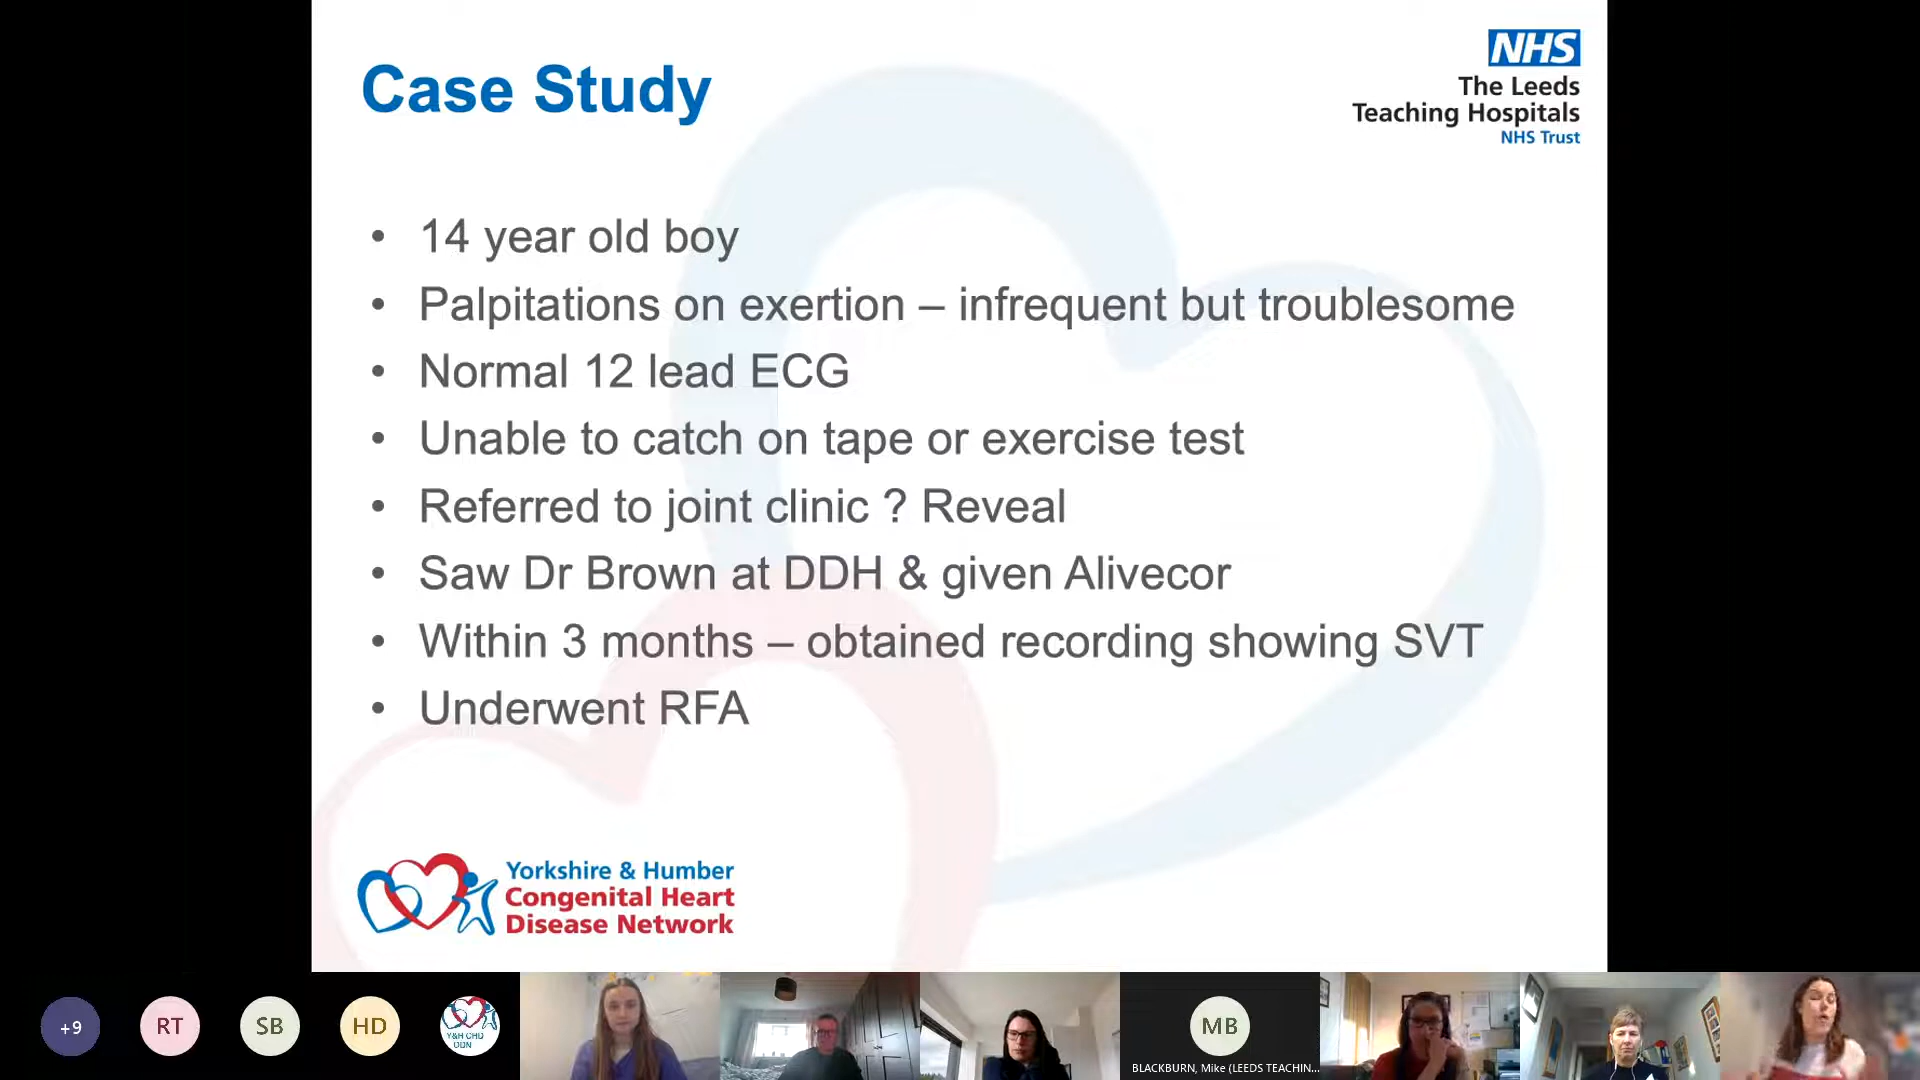 Case Study
NHS
The Leeds
Teaching Hospitals
NHS Trust
• 14 year old boy
• Palpitations on exertion – infrequent but troublesome
• Normal 12 lead ECG
• Unable to catch on tape or exercise test
• Referred to joint clinic ? Reveal
• Saw Dr Brown at DDH & given Alivecor
• Within 3 months – obtained recording showing SVT
• Underwent RFA
Yorkshire & Humber
Congenital Heart
Disease Network
+9
RT
SB
HD
Y&H CHD
ODN
MB
BLACKBURN, Mike (LEEDS TEACHIN...